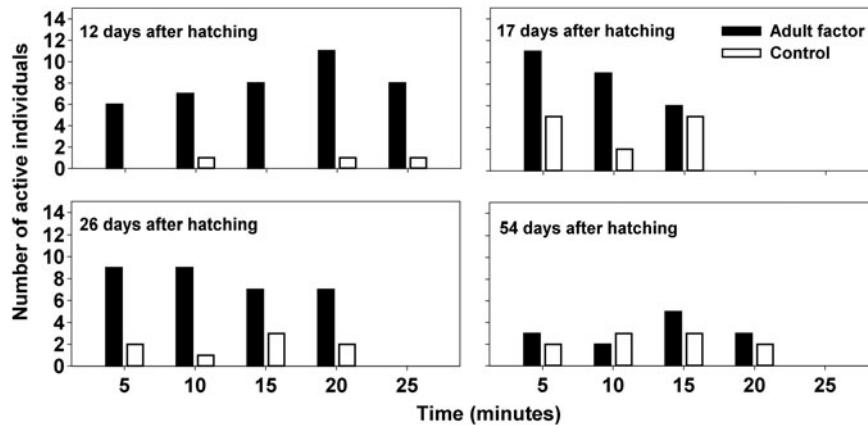 Number of active individuals
14
12
10
8
6
4
2
0
12 days after hatching
17 days after hatching
Adult factor
Control
14
12
10
8
6
4
2
0
26 days after hatching
54 days after hatching
5 10 15 20 25
5 10 15 20 25
Time (minutes)